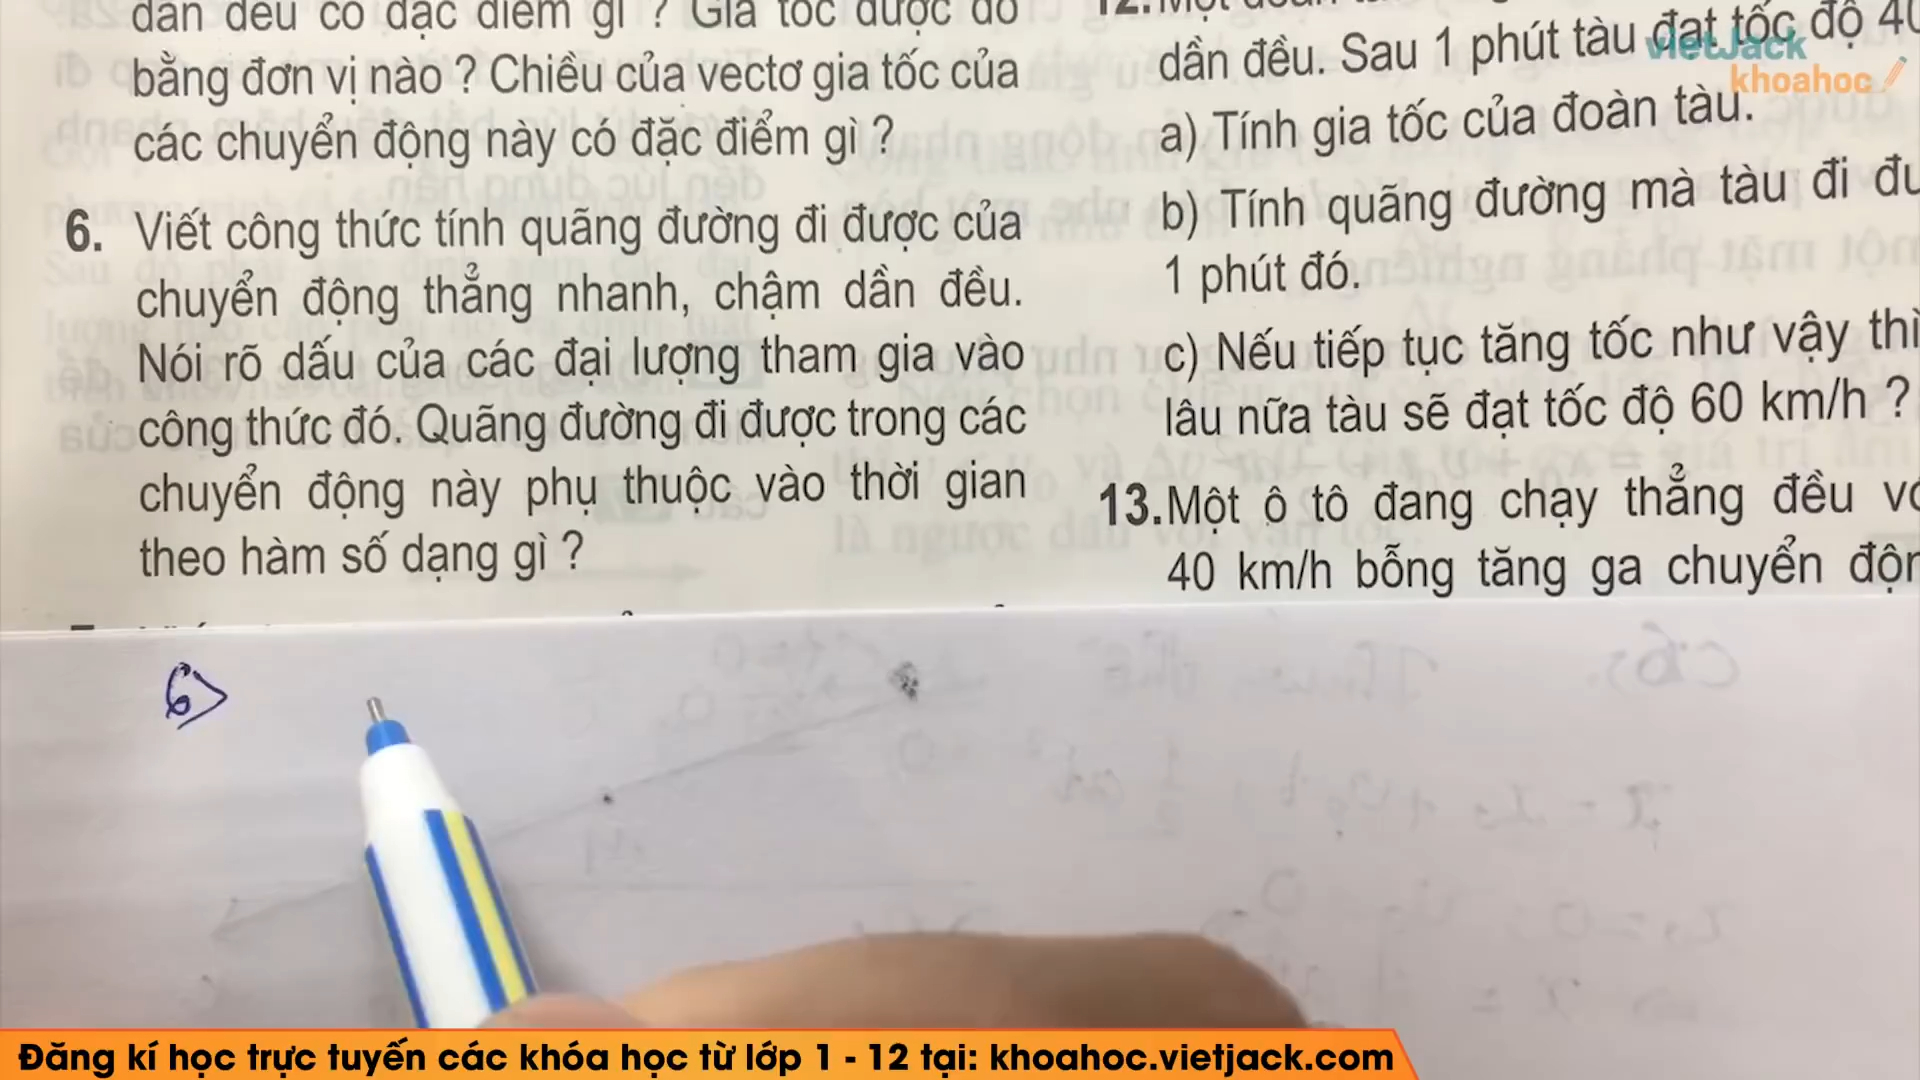 dần đều có đặc điểm gì ? Gia tốc được đo
bằng đơn vị nào ? Chiều của vectơ gia tốc của
các chuyển động này có đặc điểm gì ?
6. Viết công thức tính quãng đường đi được của
chuyển động thẳng nhanh, chậm dần đều.
Nói rõ dấu của các đại lượng tham gia vào
công thức đó. Quãng đường đi được trong các
chuyển động này phụ thuộc vào thời gian
theo hàm số dạng gì ?
12. Một đoàn
dần đều. Sau 1 phút tàu đạt tốc độ 40
a) Tính gia tốc của đoàn tàu.
b) Tính quãng đường mà tàu đi đư
1 phút đó.
c) Nếu tiếp tục tăng tốc như vậy thì
lâu nữa tàu sẽ đạt tốc độ 60 km/h ?
13. Một ô tô đang chạy thẳng đều vớ
40 km/h bỗng tăng ga chuyển độn
vietJack
khoahoc
6>
Đăng kí học trực tuyến các khóa học từ lớp 1 - 12 tại: khoahoc.vietjack.com